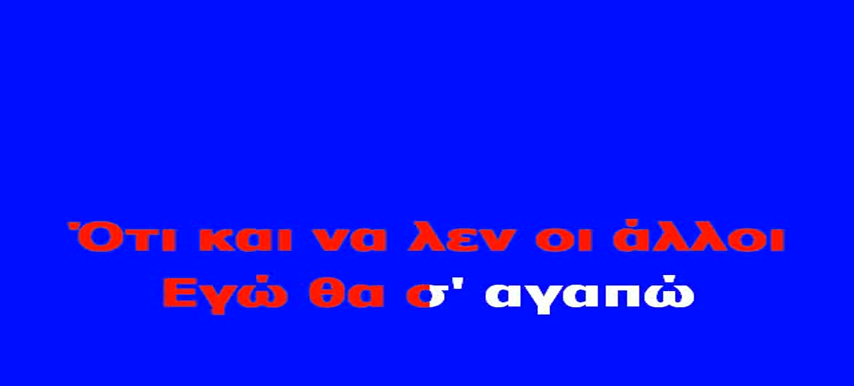 Ότι και να λεν οι άλλοι
Εγώ θα σ' αγαπώ